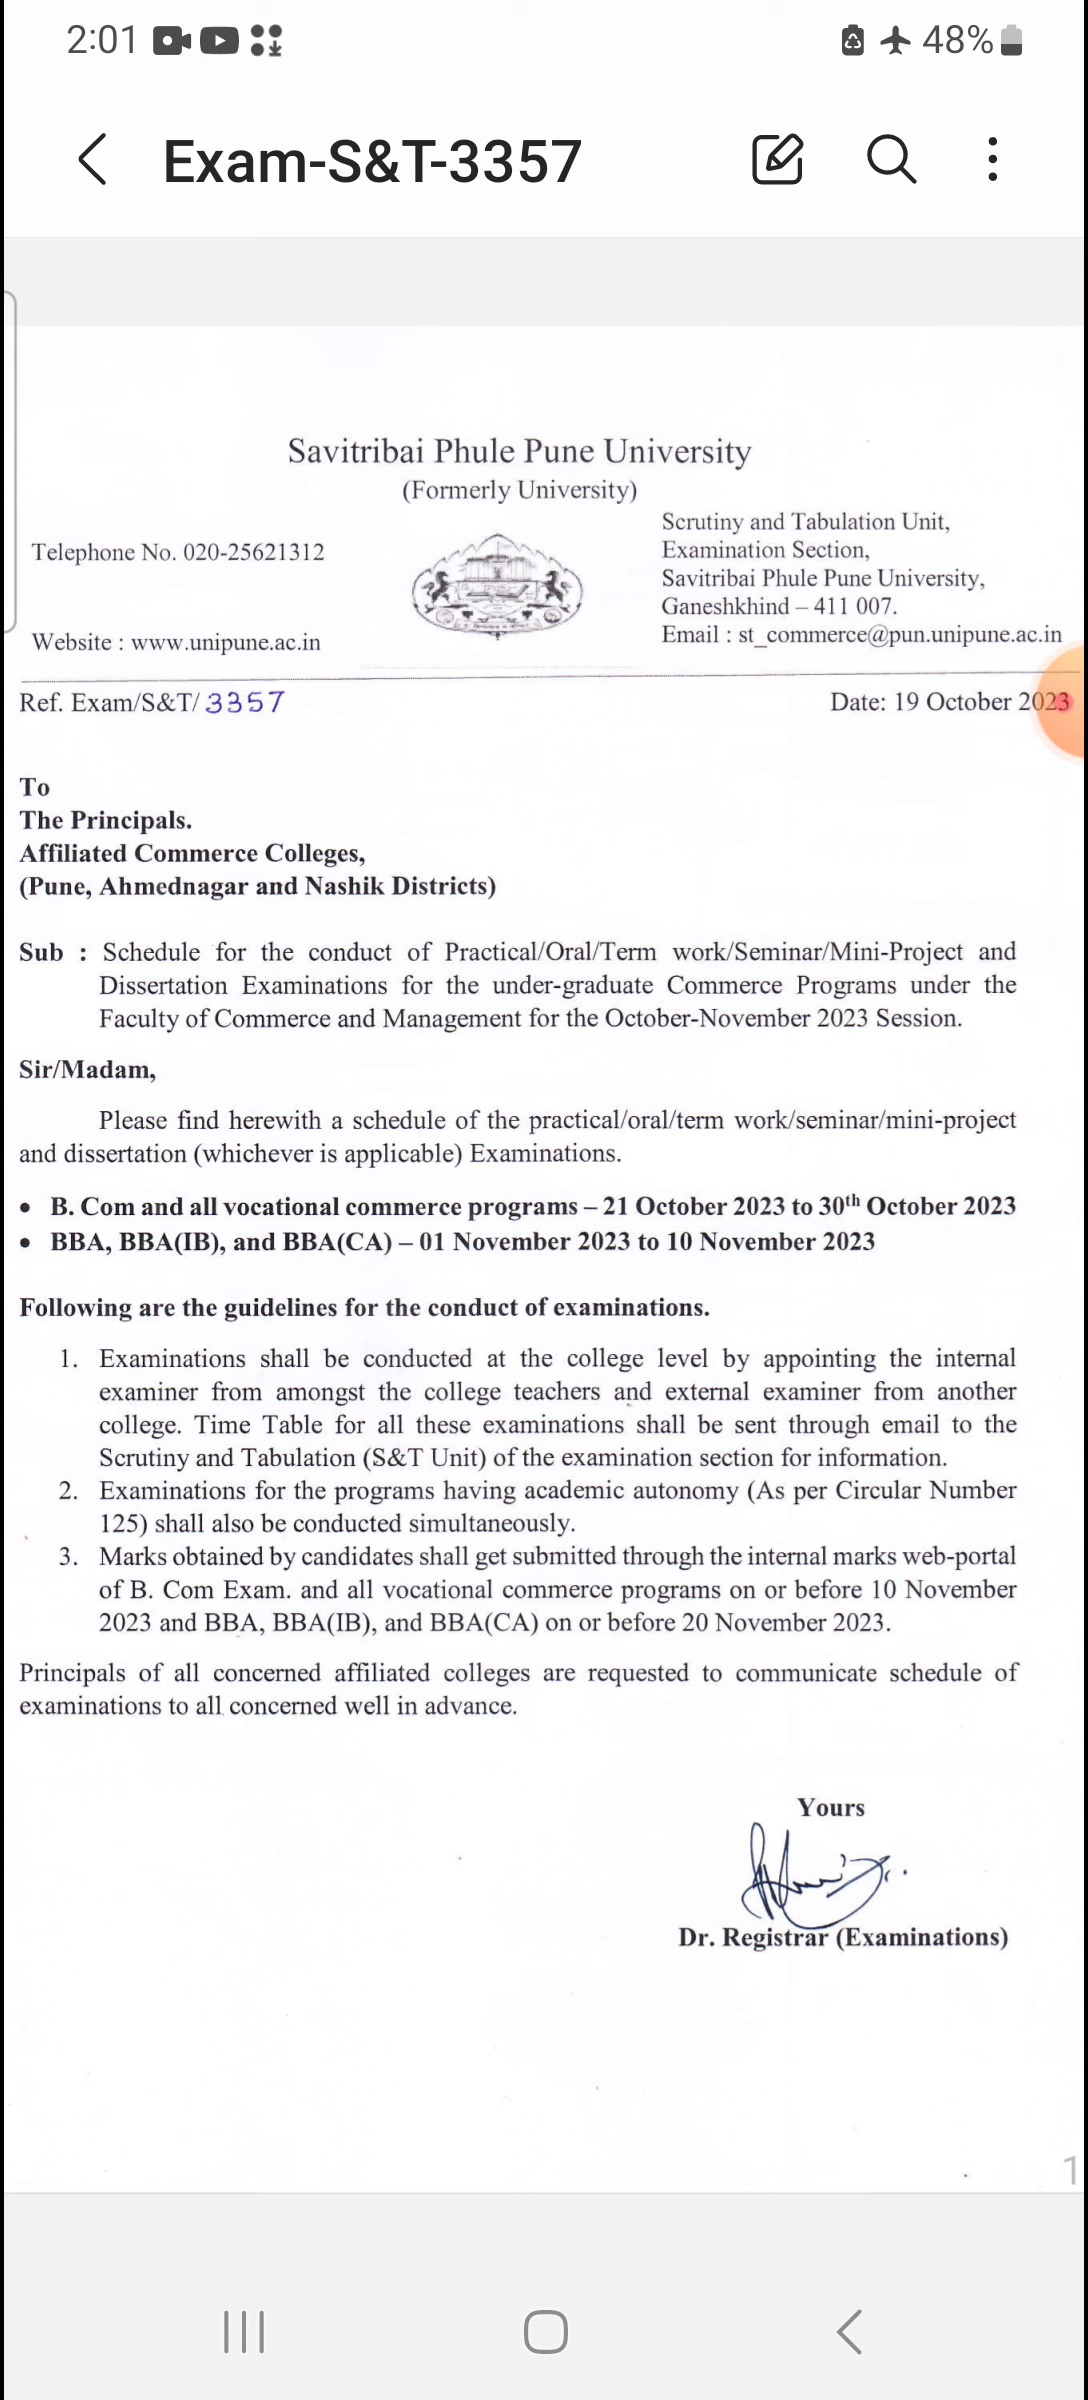 2:01 48%
Exam-S&T-3357
Savitribai Phule Pune University
(Formerly University)
Telephone No. 020-25621312
Website : www.unipune.ac.in
Scrutiny and Tabulation Unit,
Examination Section,
Savitribai Phule Pune University,
Ganeshkhind – 411 007.
Email : st_commerce@pun.unipune.ac.in
Ref. Exam/S&T/ 3357 Date: 19 October 2023
To
The Principals.
Affiliated Commerce Colleges,
(Pune, Ahmednagar and Nashik Districts)
Sub : Schedule for the conduct of Practical/Oral/Term work/Seminar/Mini-Project and
Dissertation Examinations for the under-graduate Commerce Programs under the
Faculty of Commerce and Management for the October-November 2023 Session.
Sir/Madam,
Please find herewith a schedule of the practical/oral/term work/seminar/mini-project
and dissertation (whichever is applicable) Examinations.
• B. Com and all vocational commerce programs – 21 October 2023 to 30th October 2023
• BBA, BBA(IB), and BBA(CA) – 01 November 2023 to 10 November 2023
Following are the guidelines for the conduct of examinations.
1. Examinations shall be conducted at the college level by appointing the internal
examiner from amongst the college teachers and external examiner from another
college. Time Table for all these examinations shall be sent through email to the
Scrutiny and Tabulation (S&T Unit) of the examination section for information.
2. Examinations for the programs having academic autonomy (As per Circular Number
125) shall also be conducted simultaneously.
3. Marks obtained by candidates shall get submitted through the internal marks web-portal
of B. Com Exam. and all vocational commerce programs on or before 10 November
2023 and BBA, BBA(IB), and BBA(CA) on or before 20 November 2023.
Principals of all concerned affiliated colleges are requested to communicate schedule of
examinations to all concerned well in advance.
Yours
Dr. Registrar (Examinations)
1